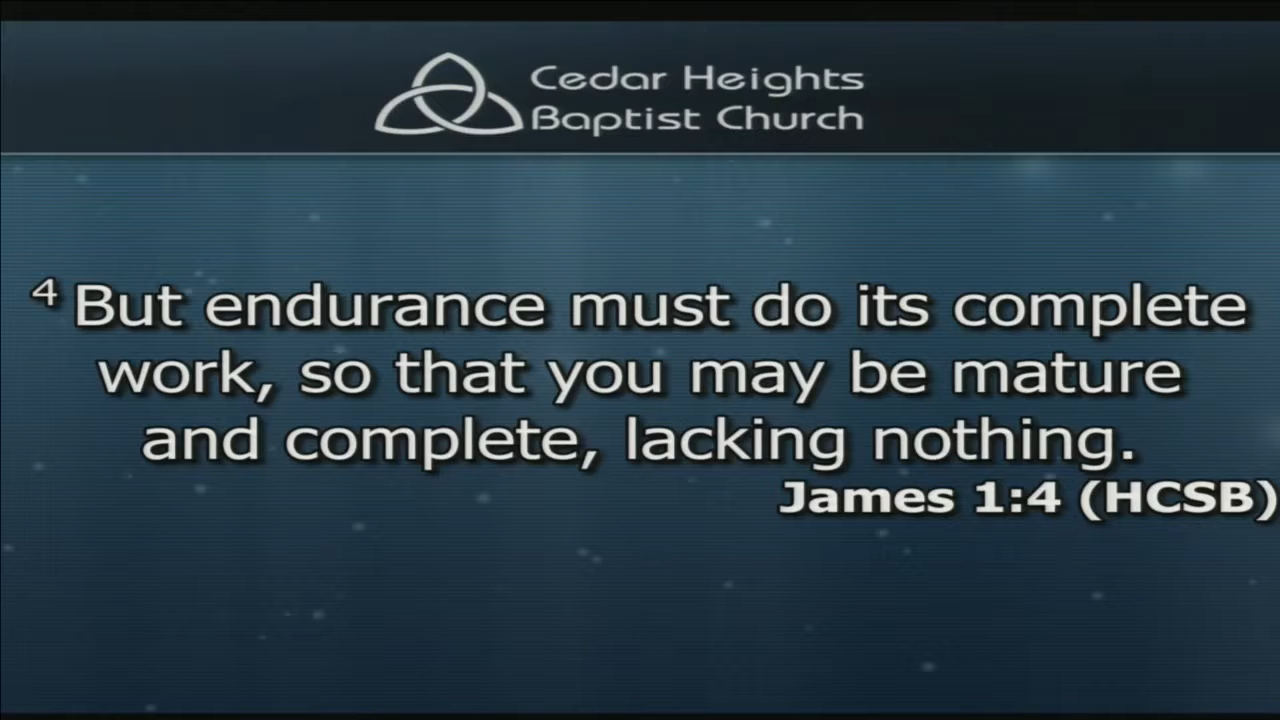 Cedar Heights
Baptist Church
4 But endurance must do its complete
work, so that you may be mature
and complete, lacking nothing.
James 1:4 (HCSB)